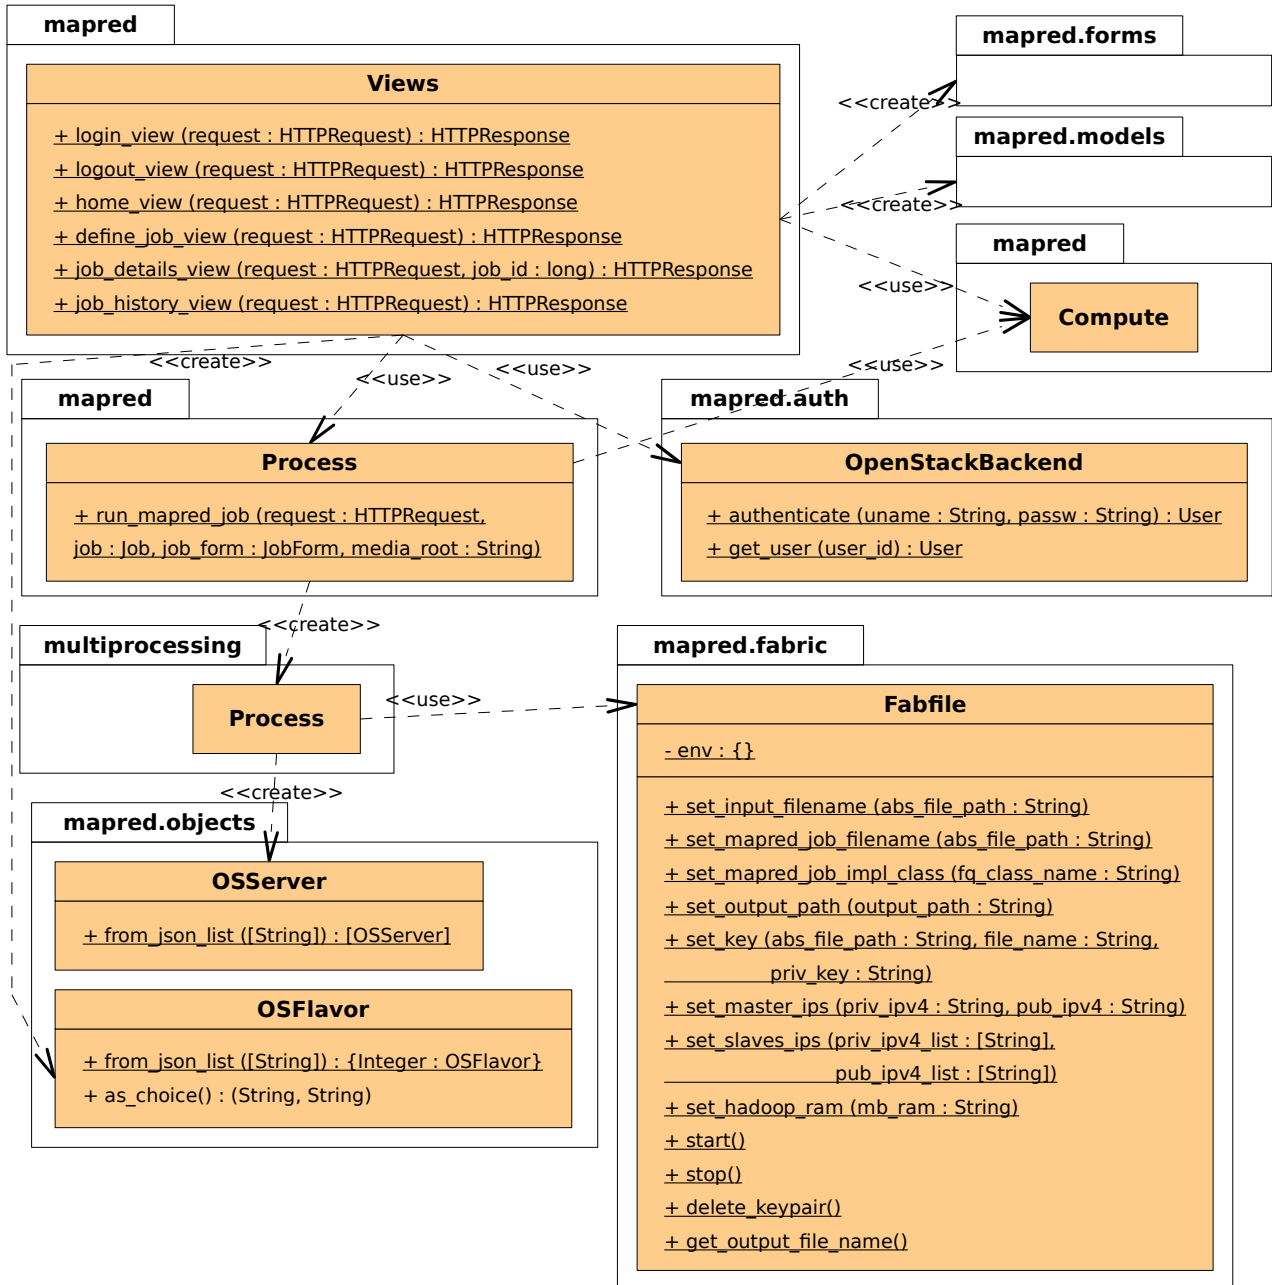 mapred
Views
+ login_view (request : HTTPRequest) : HTTPResponse
+ logout_view (request : HTTPRequest) : HTTPResponse
+ home_view (request : HTTPRequest) : HTTPResponse
+ define_job_view (request : HTTPRequest) : HTTPResponse
+ job_details_view (request : HTTPRequest, job_id : long) : HTTPResponse
+ job_history_view (request : HTTPRequest) : HTTPResponse
mapred.forms
<<create>>
mapred.models
<<create>>
mapred
<<use>>
Compute
<<create>>
<<use>>
<<use>>
<<use>>
mapred
Process
+ run_mapred_job (request : HTTPRequest,
job : Job, job_form : JobForm, media_root : String)
mapred.auth
OpenStackBackend
+ authenticate (uname : String, passw : String) : User
+ get_user (user_id) : User
<<create>>
multiprocessing
Process
<<use>>
<<create>>
mapred.objects
OSServer
+ from_json_list ([String]) : [OSServer]
OSFlavor
+ from_json_list ([String]) : {Integer : OSFlavor}
+ as_choice() : (String, String)
mapred.fabric
Fabfile
- env : {}
+ set_input_filename (abs_file_path : String)
+ set_mapred_job_filename (abs_file_path : String)
+ set_mapred_job_impl_class (fq_class_name : String)
+ set_output_path (output_path : String)
+ set_key (abs_file_path : String, file_name : String,
priv_key : String)
+ set_master_ips (priv_ipv4 : String, pub_ipv4 : String)
+ set_slaves_ips (priv_ipv4_list : [String],
pub_ipv4_list : [String])
+ set_hadoop_ram (mb_ram : String)
+ start()
+ stop()
+ delete_keypair()
+ get_output_file_name()